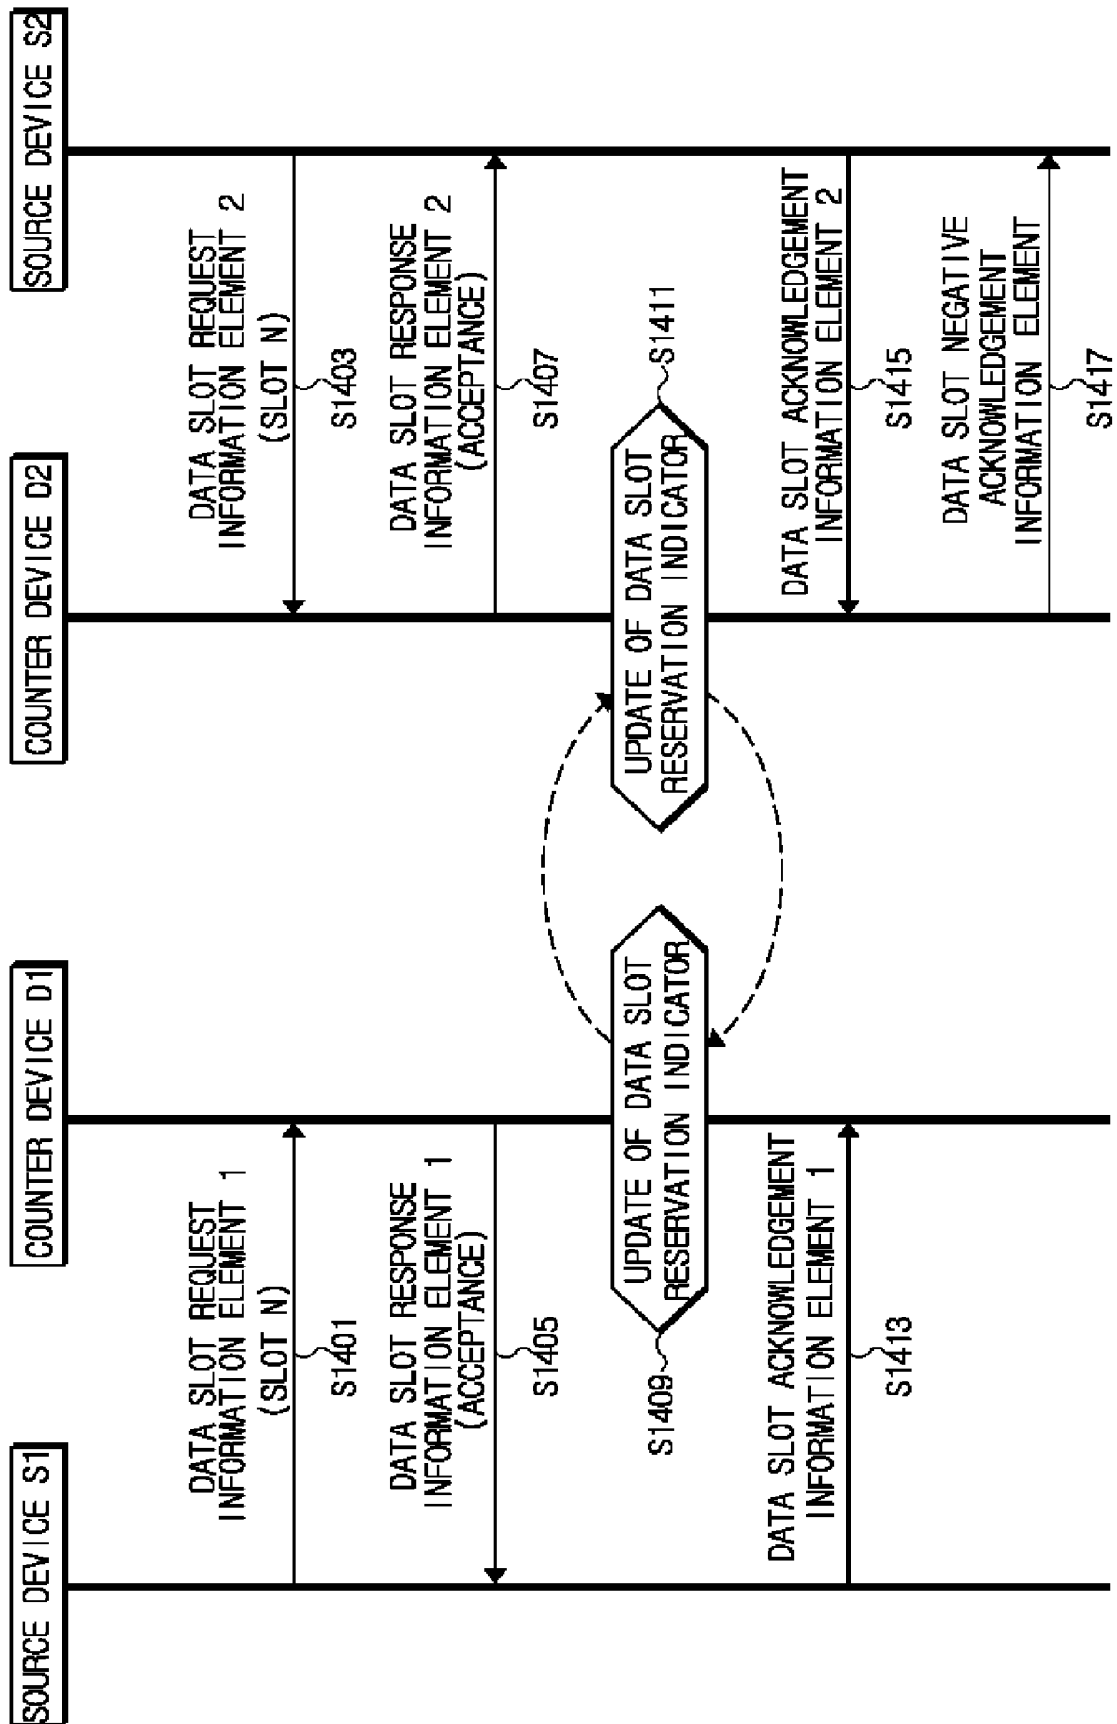 SOURCE DEVICE S1
COUNTER DEVICE D1
COUNTER DEVICE D2
SOURCE DEVICE S2
DATA SLOT REQUEST
INFORMATION ELEMENT 1
(SLOT N)
S1401
DATA SLOT REQUEST
INFORMATION ELEMENT 2
(SLOT N)
S1403
DATA SLOT RESPONSE
INFORMATION ELEMENT 1
(ACCEPTANCE)
S1405
DATA SLOT RESPONSE
INFORMATION ELEMENT 2
(ACCEPTANCE)
S1407
S1409
UPDATE OF DATA SLOT
RESERVATION INDICATOR
UPDATE OF DATA SLOT
RESERVATION INDICATOR
S1411
DATA SLOT ACKNOWLEDGEMENT
INFORMATION ELEMENT 1
S1413
DATA SLOT ACKNOWLEDGEMENT
INFORMATION ELEMENT 2
S1415
DATA SLOT NEGATIVE
ACKNOWLEDGEMENT
INFORMATION ELEMENT
S1417